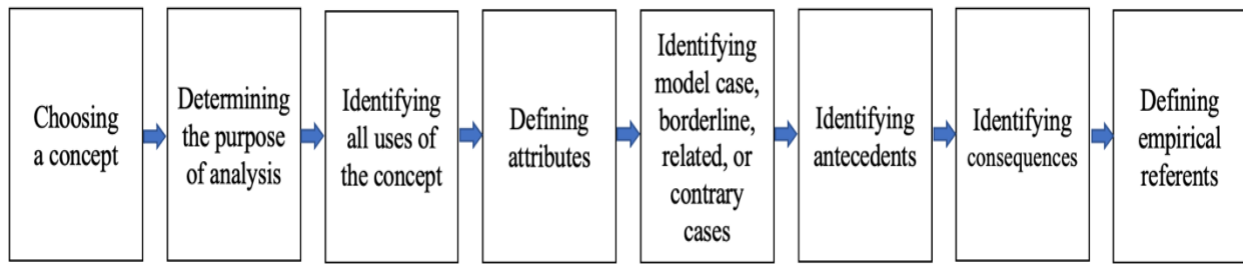 Choosing
a concept
Determining
the purpose
of analysis
Identifying
all uses of
the concept
Defining
attributes
Identifying
model case,
borderline,
related, or
contrary
cases
Identifying
antecedents
Identifying
consequences
Defining
empirical
referents